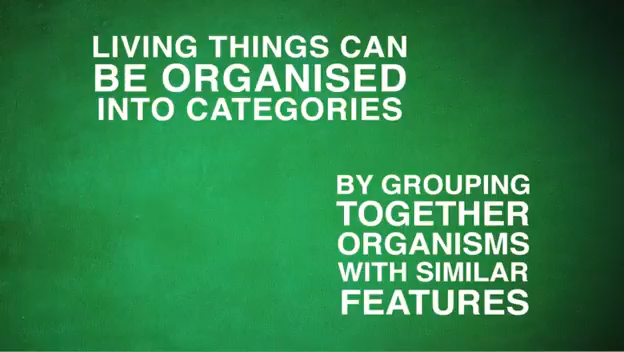 LIVING THINGS CAN
BE ORGANISED
INTO CATEGORIES
BY GROUPING
TOGETHER
ORGANISMS
WITH SIMILAR
FEATURES